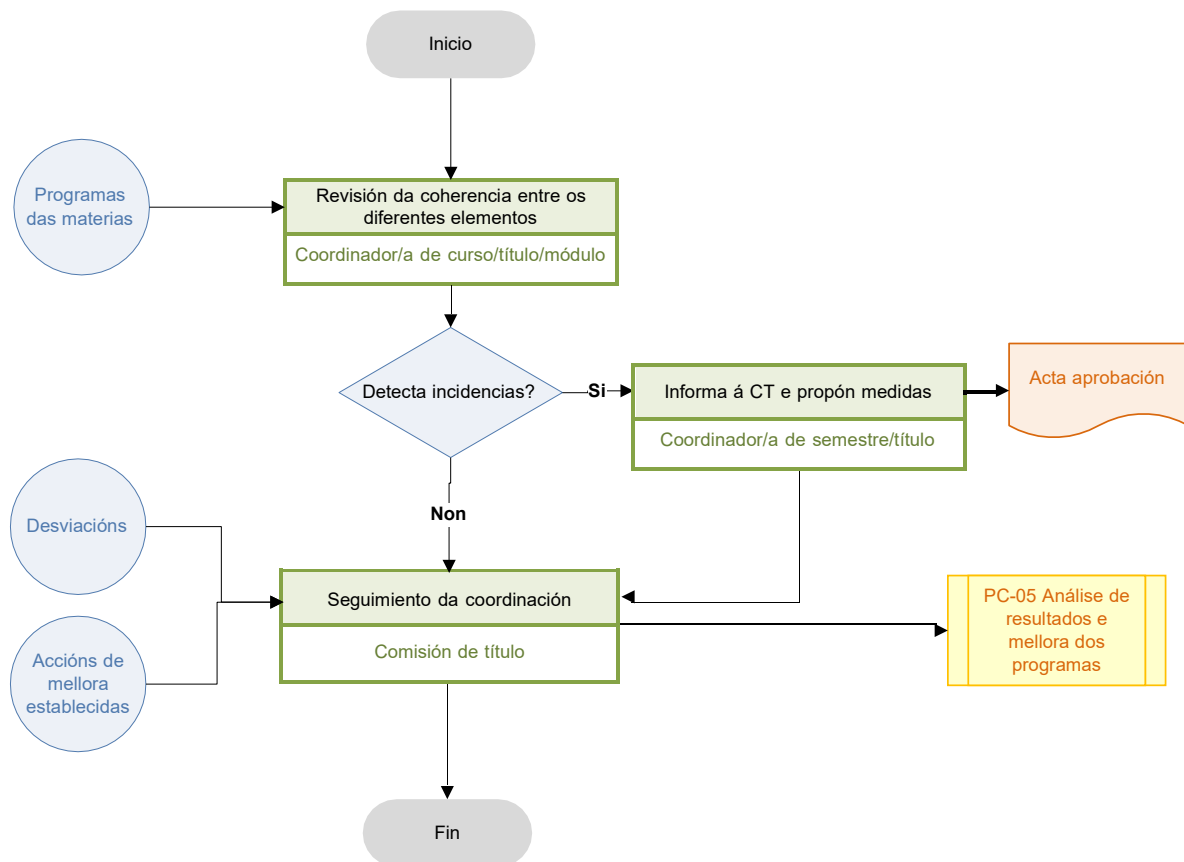 Inicio
Programas
das materias
Revisión da coherencia entre os
diferentes elementos
Coordinador/a de curso/título/módulo
Detecta incidencias?
Si
Informa á CT e propón medidas
Coordinador/a de semestre/título
Acta aprobación
Non
Desviacións
Seguimiento da coordinación
Comisión de título
Accións de
mellora
establecidas
PC-05 Análise de
resultados e
mellora dos
programas
Fin